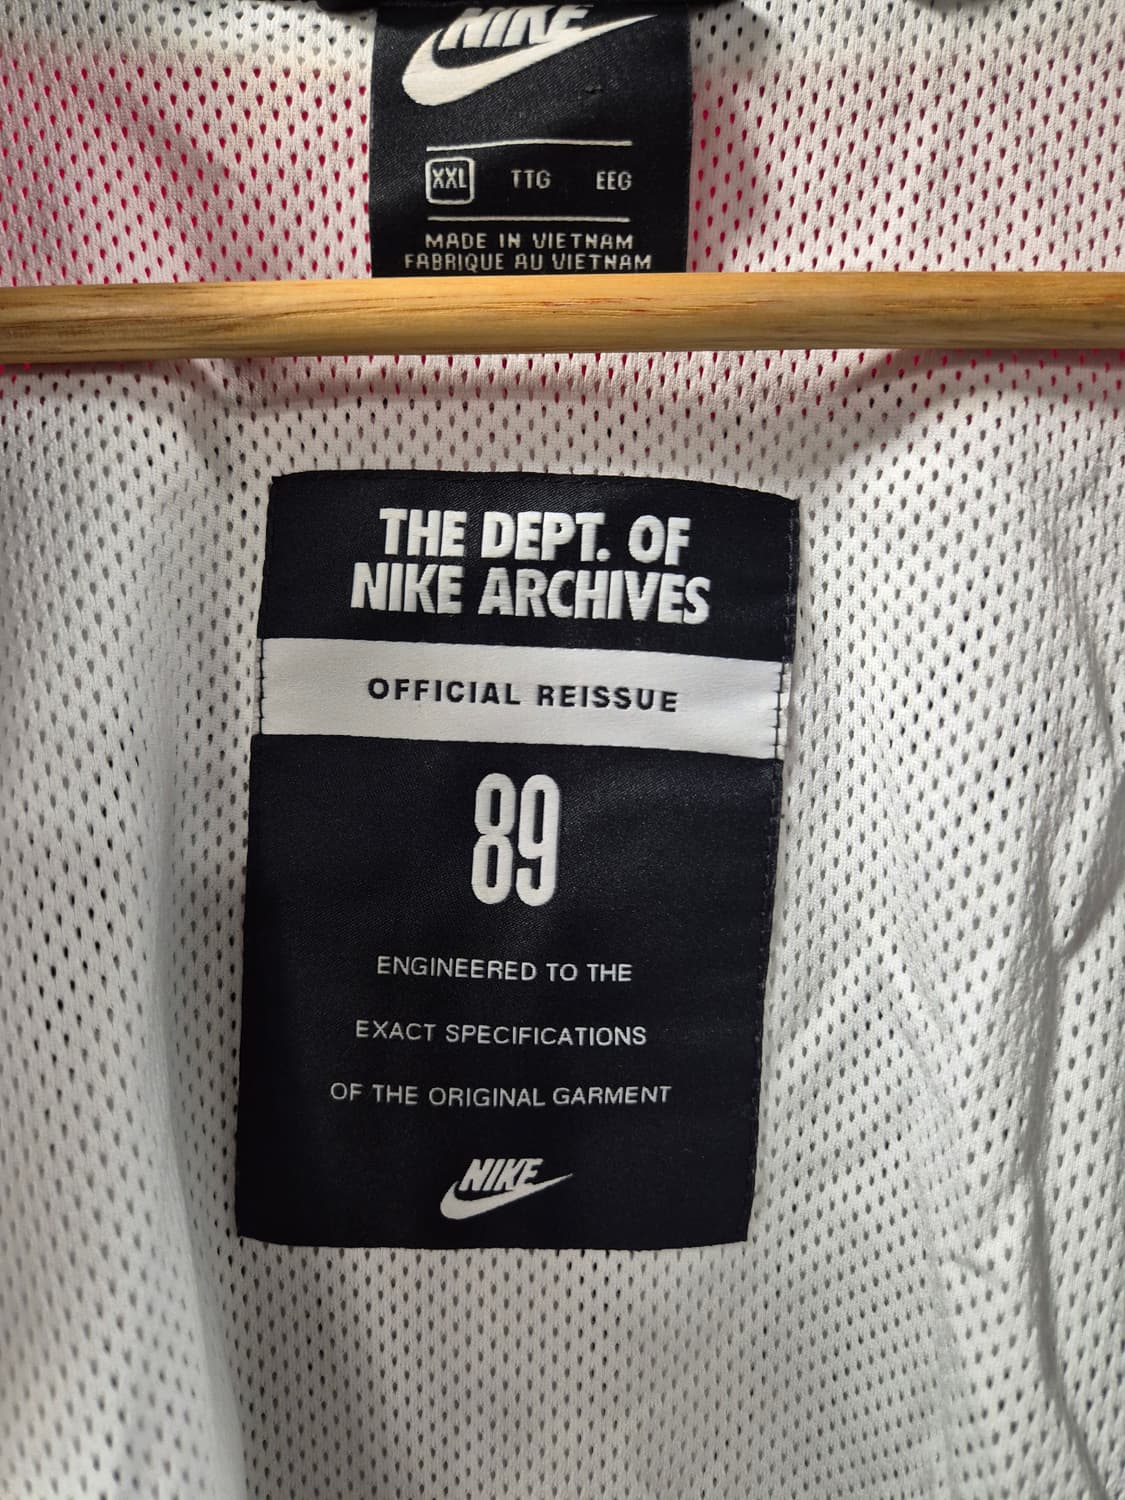 NIKE
XXL TTG EEG
MADE IN VIETNAM
FABRIQUE AU VIETNAM
THE DEPT. OF
NIKE ARCHIVES
OFFICIAL REISSUE
89
ENGINEERED TO THE
EXACT SPECIFICATIONS
OF THE ORIGINAL GARMENT
NIKE